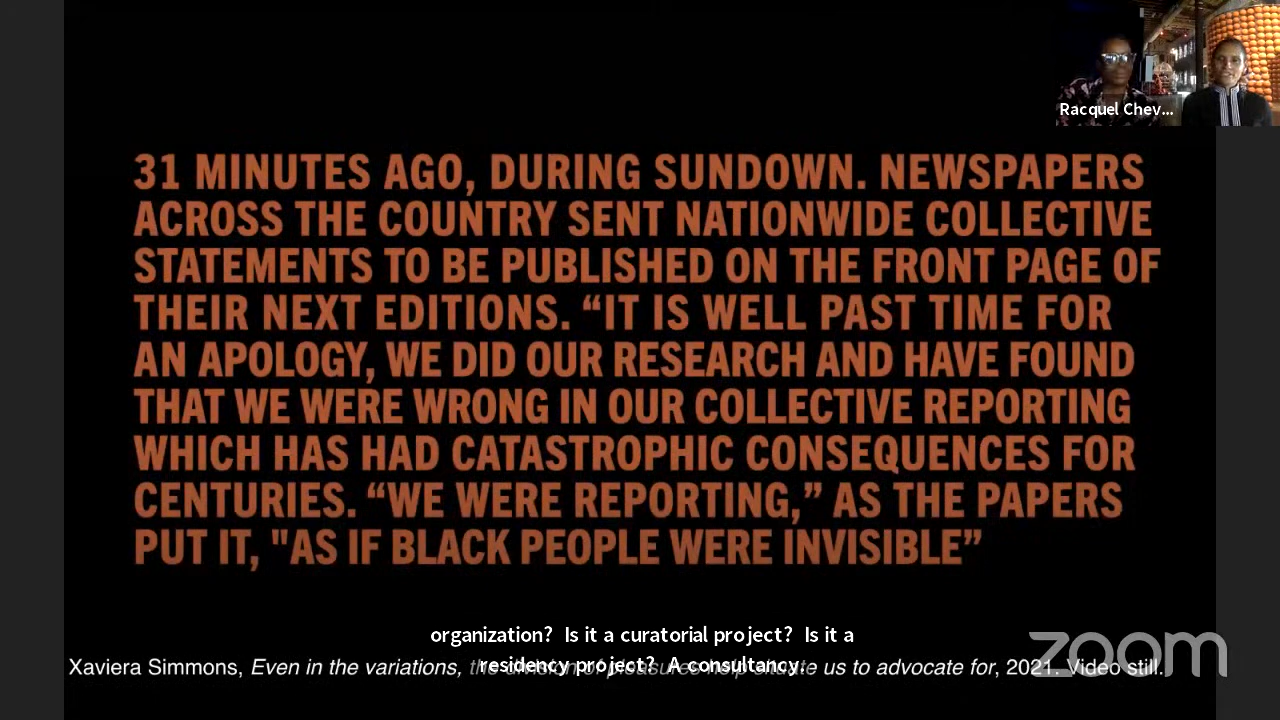 Racquel Chev...
31 MINUTES AGO, DURING SUNDOWN. NEWSPAPERS
ACROSS THE COUNTRY SENT NATIONWIDE COLLECTIVE
STATEMENTS TO BE PUBLISHED ON THE FRONT PAGE OF
THEIR NEXT EDITIONS. “IT IS WELL PAST TIME FOR
AN APOLOGY, WE DID OUR RESEARCH AND HAVE FOUND
THAT WE WERE WRONG IN OUR COLLECTIVE REPORTING
WHICH HAS HAD CATASTROPHIC CONSEQUENCES FOR
CENTURIES. “WE WERE REPORTING,” AS THE PAPERS
PUT IT, "AS IF BLACK PEOPLE WERE INVISIBLE”
organization? Is it a curatorial project? Is it a
residency project? A consultancy..
Xaviera Simmons, Even in the variations, us to advocate for, 2021. Video still.
zoom